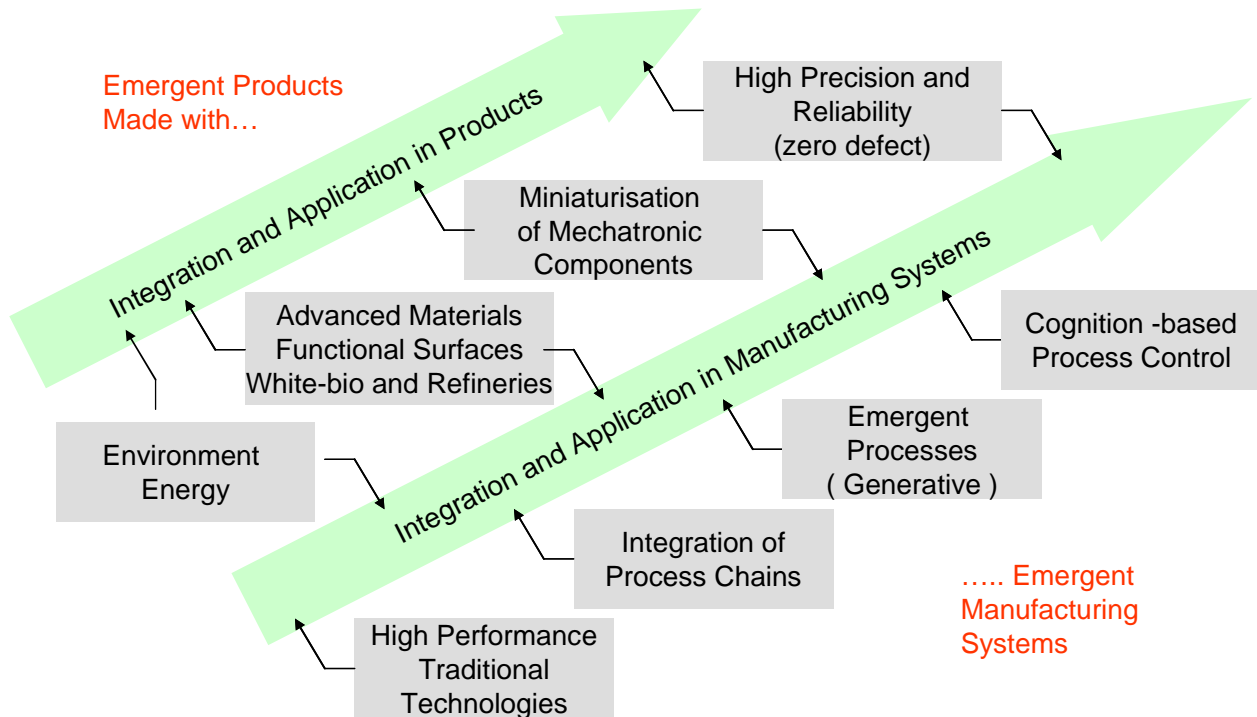 Emergent Products
Made with…
Integration and Application in Products
High Precision and
Reliability
(zero defect)
Miniaturisation
of Mechatronic
Components
Advanced Materials
Functional Surfaces
White-bio and Refineries
Environment
Energy
Integration and Application in Manufacturing Systems
Cognition -based
Process Control
Emergent
Processes
( Generative )
Integration of
Process Chains
High Performance
Traditional
Technologies
….. Emergent
Manufacturing
Systems